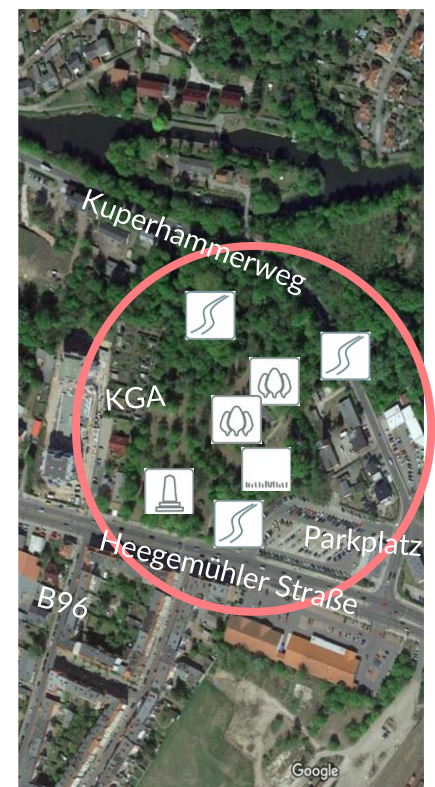 Kuperhammerweg
KGA
Parkplatz
Heegemühler Straße
B96
Google